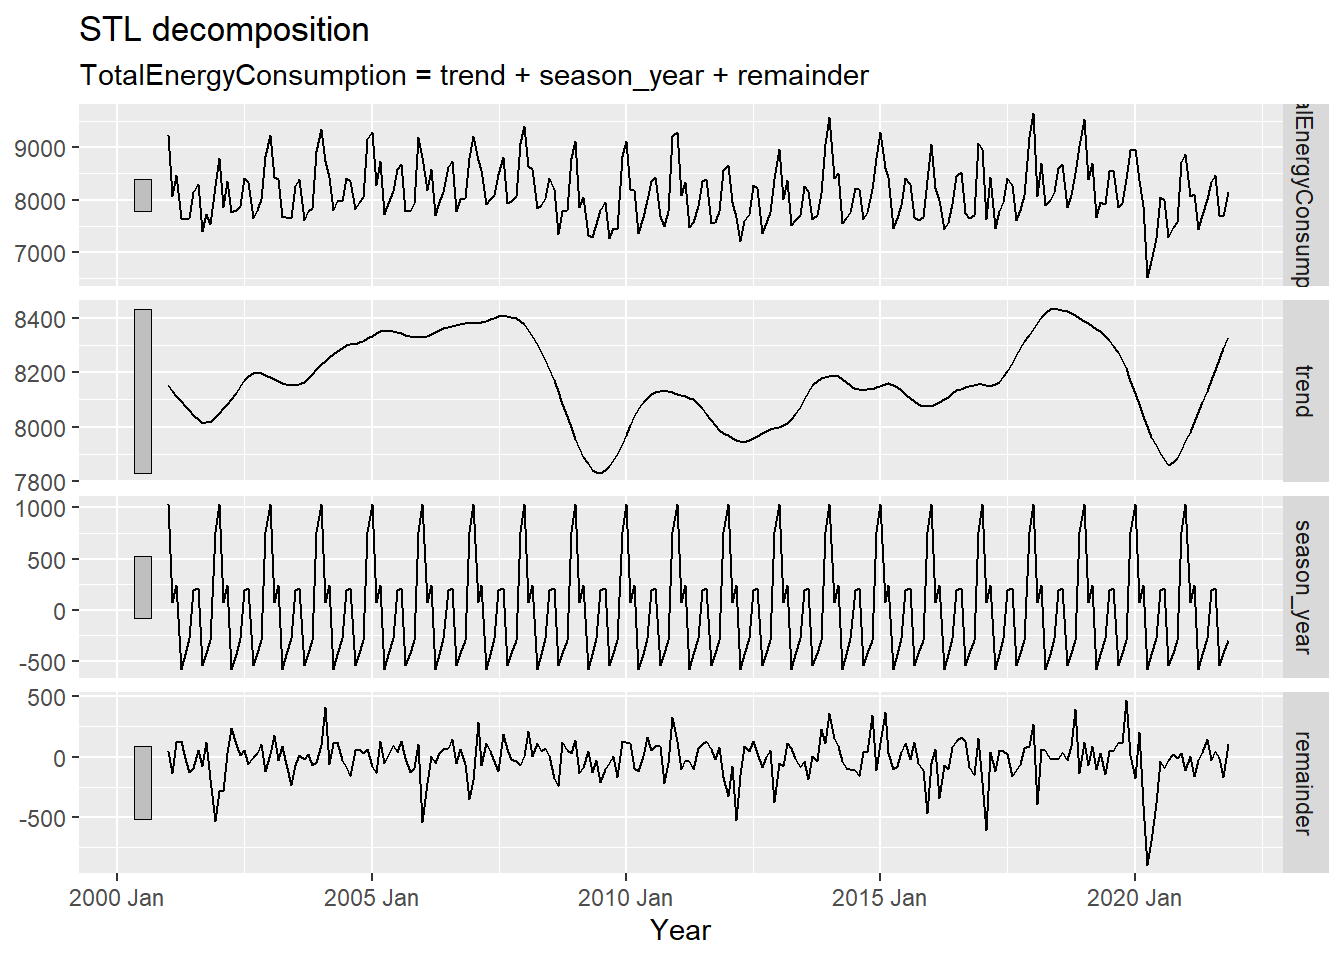 STL decomposition
TotalEnergyConsumption = trend + season_year + remainder
9000
8000
7000
8400
8200
8000
7800
trend
1000
500
0
-500
season_year
500
0
-500
remainder
2000 Jan
2005 Jan
2010 Jan
2015 Jan
2020 Jan
Year